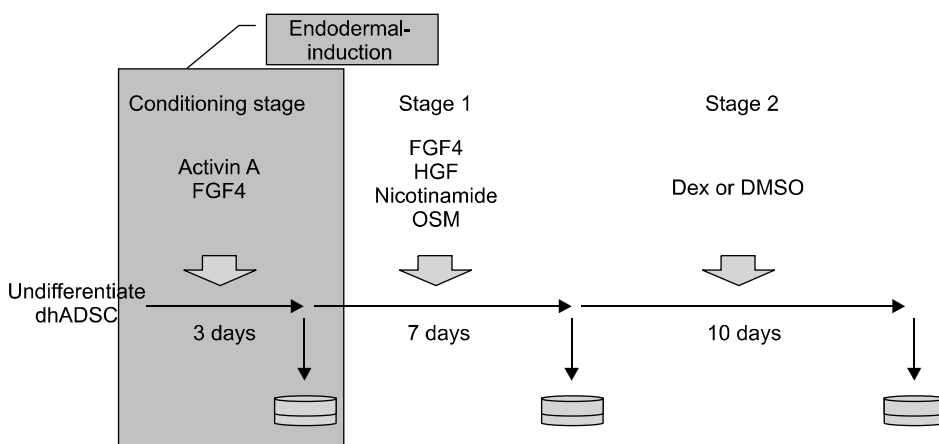 Endodermal-
induction
Conditioning stage
Stage 1
Stage 2
Activin A
FGF4
FGF4
HGF
Nicotinamide
OSM
Dex or DMSO
Undifferentiate
dhADSC
3 days
7 days
10 days